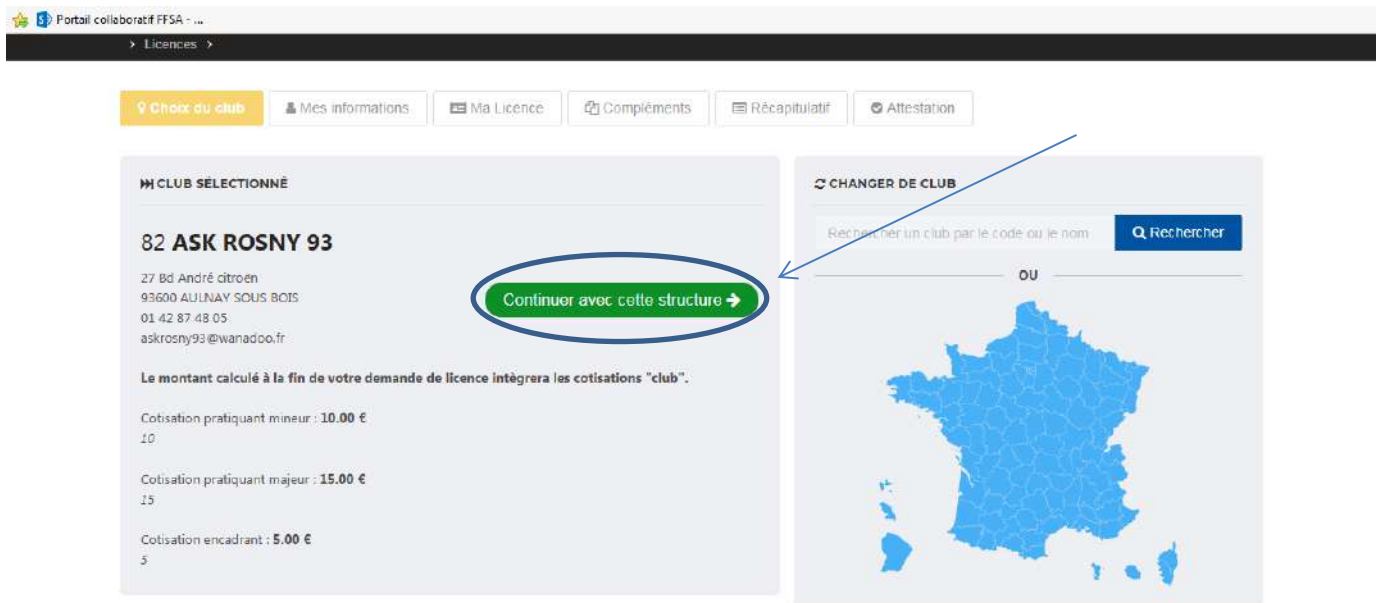 Portail collaboratif FFSA - ...
> Licences >
Choix du club
Mes informations
Ma Licence
Compléments
Récapitulatif
Attestation
CLUB SÉLECTIONNÉ
82 ASK ROSNY 93
27 Bd André citroën
93600 AULNAY SOUS BOIS
01 42 87 48 05
askrosny93@wanadoo.fr
Continuer avec cette structure
Le montant calculé à la fin de votre demande de licence intègrera les cotisations "club".
Cotisation pratiquant mineur : 10.00 €
10
Cotisation pratiquant majeur : 15.00 €
15
Cotisation encadrant : 5.00 €
5
CHANGER DE CLUB
Rechercher un club par le code ou le nom
Rechercher
OU